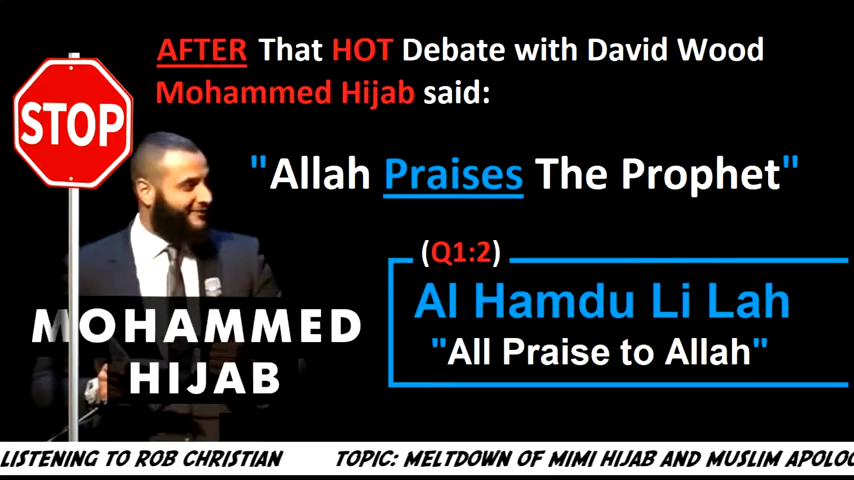 AFTER That HOT Debate with David Wood
Mohammed Hijab said:
STOP
"Allah Praises The Prophet"
(Q1:2)
Al Hamdu Li Lah
"All Praise to Allah"
MOHAMMED
HIJAB
LISTENING TO ROB CHRISTIAN TOPIC: MELTDOWN OF MIMI HIJAB AND MUSLIM APOLO